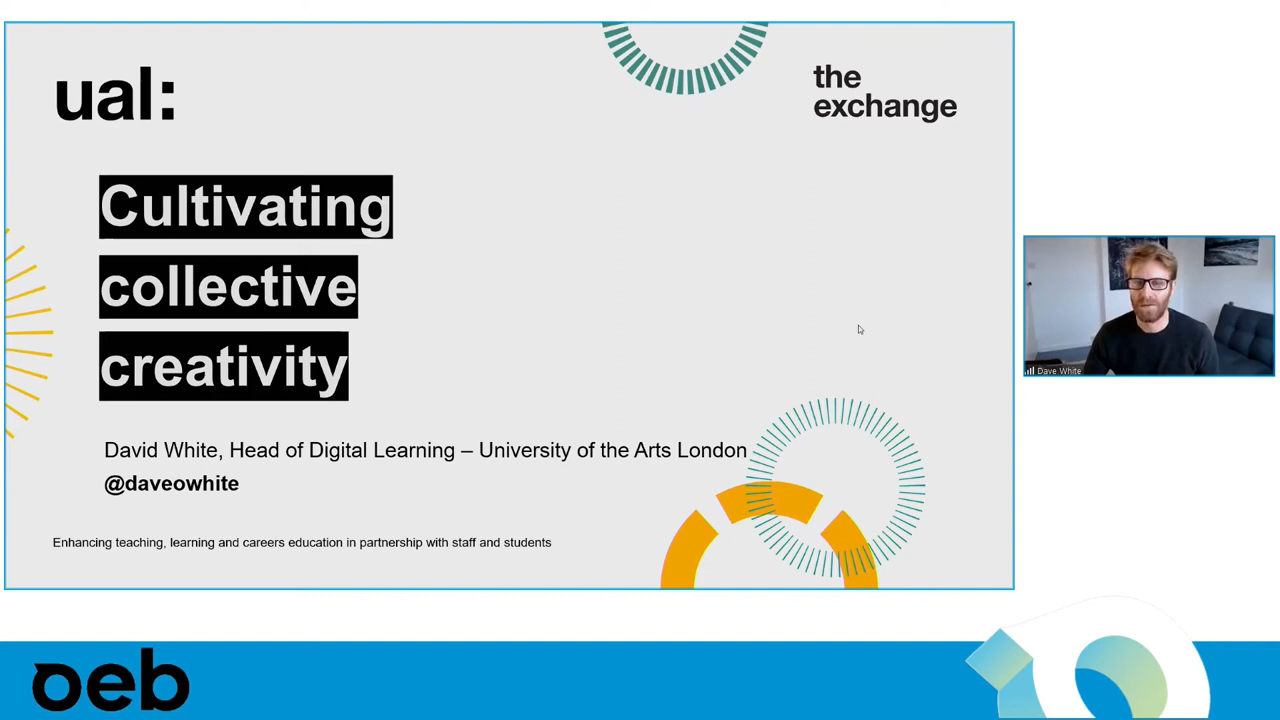 ual:
the
exchange
Cultivating
collective
creativity
David White, Head of Digital Learning – University of the Arts London
@daveowhite
Enhancing teaching, learning and careers education in partnership with staff and students
Dave White
oeb